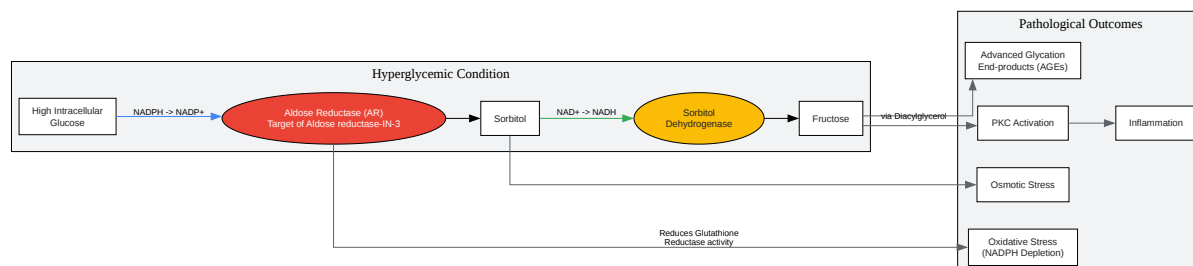 Pathological Outcomes
Advanced Glycation
End-products (AGEs)
Hyperglycemic Condition
High Intracellular
Glucose
NADPH -> NADP+
Aldose Reductase (AR)
Target of Aldose reductase-IN-3
Sorbitol
NAD+ -> NADH
Sorbitol
Dehydrogenase
Fructose
via Diacylglycerol
PKC Activation
Inflammation
Osmotic Stress
Reduces Glutathione
Reductase activity
Oxidative Stress
(NADPH Depletion)